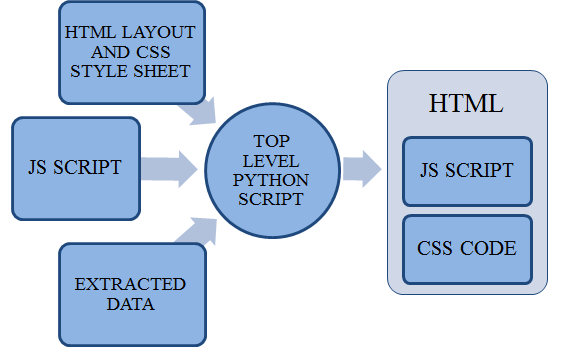 HTML LAYOUT
AND CSS
STYLE SHEET
JS SCRIPT
EXTRACTED
DATA
TOP
LEVEL
PYTHON
SCRIPT
HTML
JS SCRIPT
CSS CODE